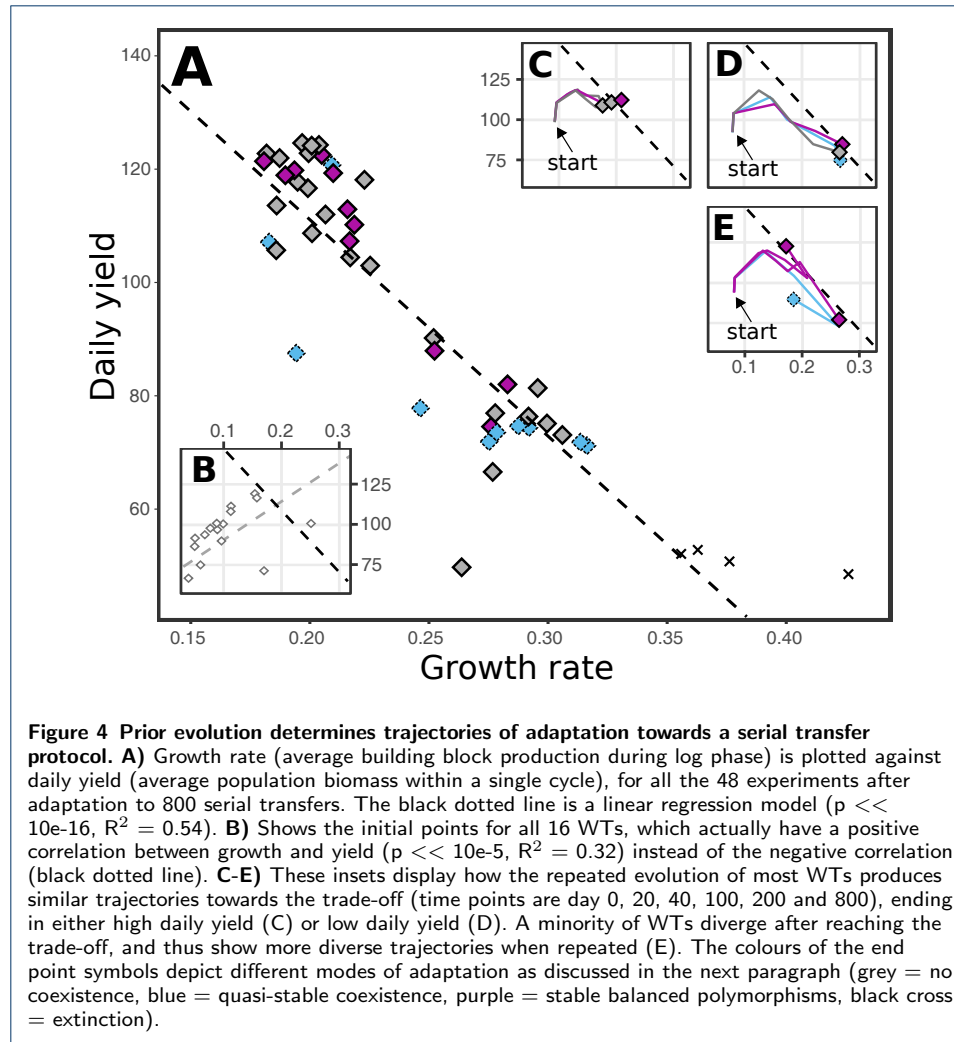 A
140
120
100
80
60
Daily yield
0.15
0.20
0.25
0.30
0.35
0.40
Growth rate
B
0.1
0.2
0.3
125
100
75
C
125
100
75
start
D
start
E
start
0.1
0.2
0.3
Figure 4 Prior evolution determines trajectories of adaptation towards a serial transfer
protocol. A) Growth rate (average building block production during log phase) is plotted against
daily yield (average population biomass within a single cycle), for all the 48 experiments after
adaptation to 800 serial transfers. The black dotted line is a linear regression model (p <<
10e-16, R² = 0.54). B) Shows the initial points for all 16 WTs, which actually have a positive
correlation between growth and yield (p << 10e-5, R² = 0.32) instead of the negative correlation
(black dotted line). C-E) These insets display how the repeated evolution of most WTs produces
similar trajectories towards the trade-off (time points are day 0, 20, 40, 100, 200 and 800), ending
in either high daily yield (C) or low daily yield (D). A minority of WTs diverge after reaching the
trade-off, and thus show more diverse trajectories when repeated (E). The colours of the end
point symbols depict different modes of adaptation as discussed in the next paragraph (grey = no
coexistence, blue = quasi-stable coexistence, purple = stable balanced polymorphisms, black cross
= extinction).